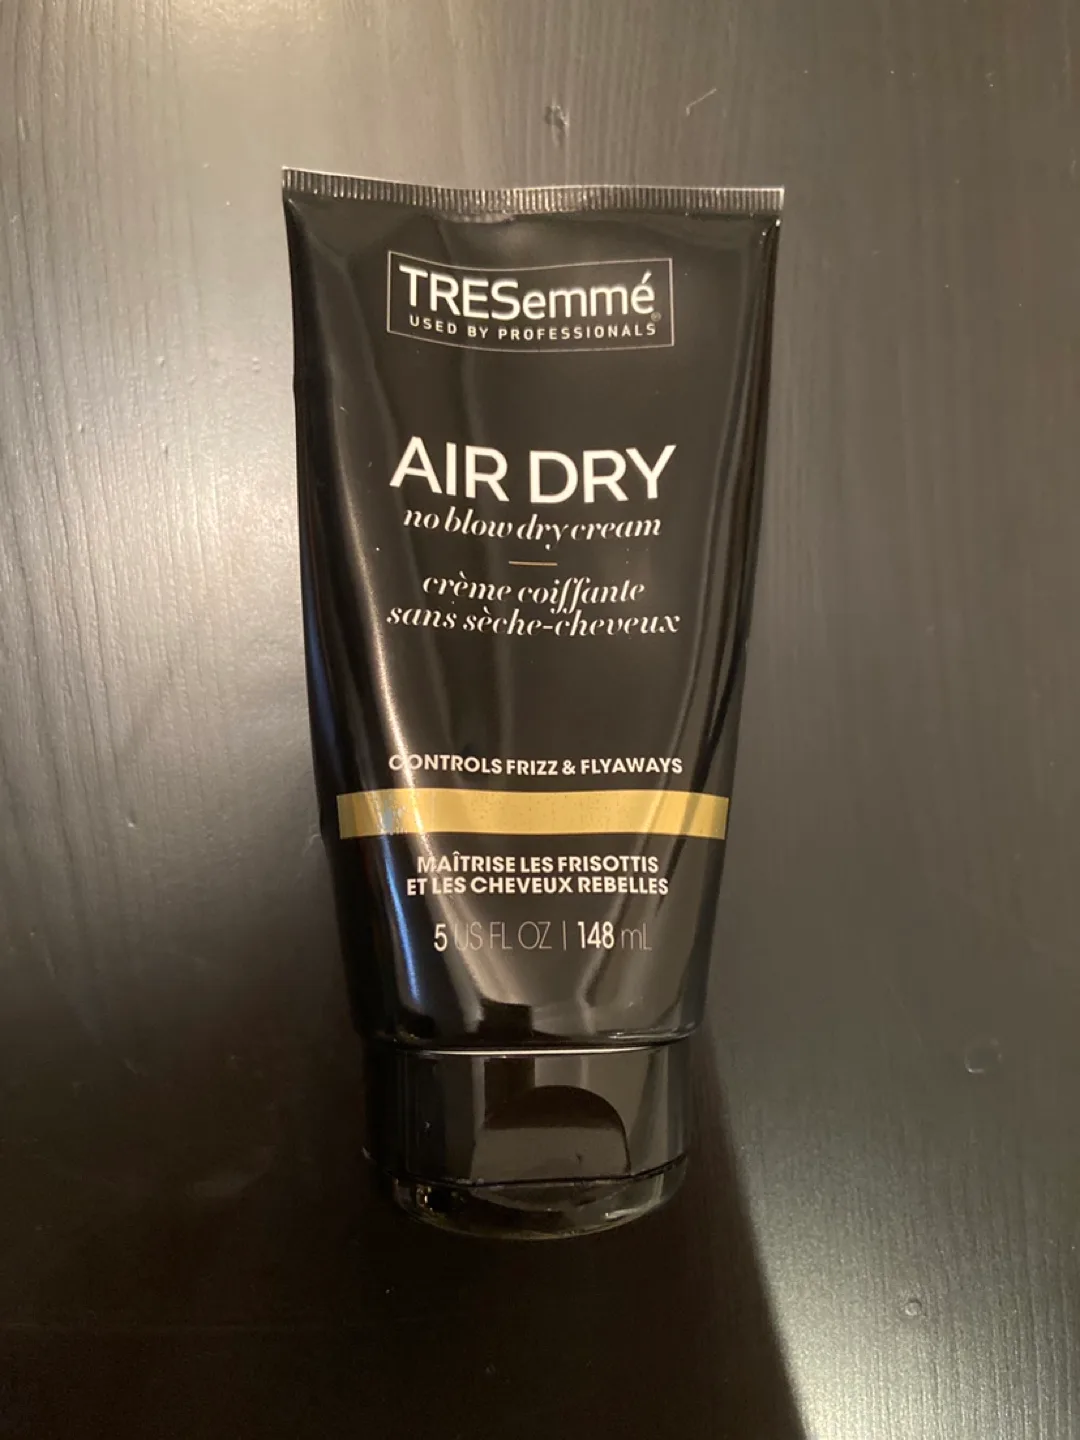 TRESemmé®
USED BY PROFESSIONALS
AIR DRY
no blow dry cream
crème coiffante
sans sèche-cheveux
CONTROLS FRIZZ & FLYAWAYS
MAÎTRISE LES FRISOTTIS
ET LES CHEVEUX REBELLES
5 US FL OZ | 148 mL